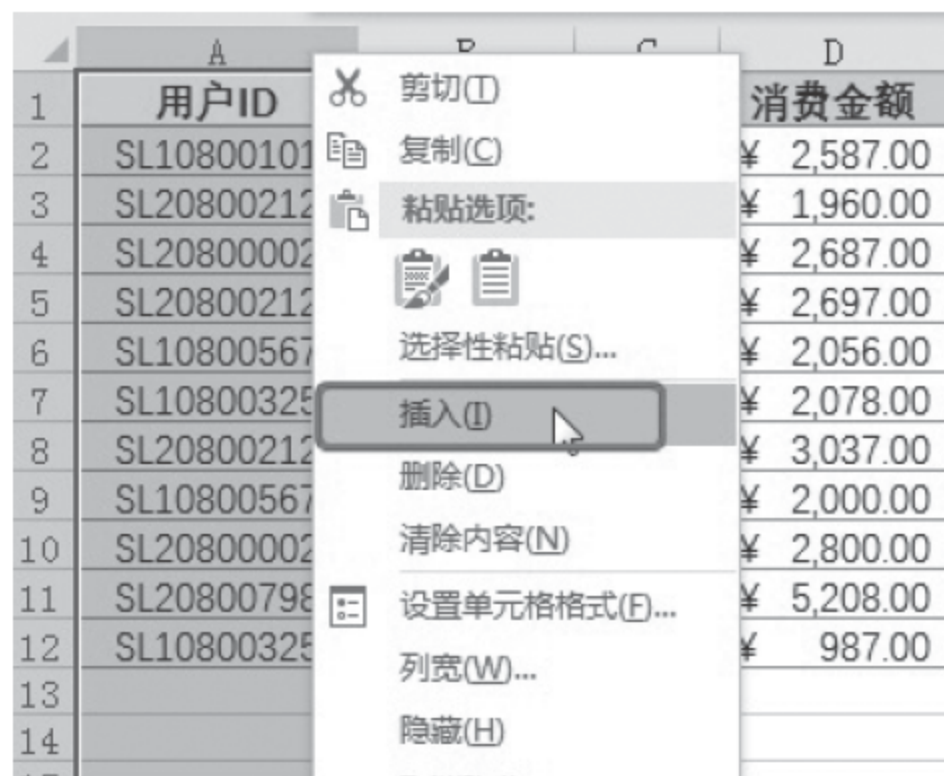 A B C D
1 用户ID 消费金额
2 SL10800101 ¥ 2,587.00
3 SL20800212 ¥ 1,960.00
4 SL20800002 ¥ 2,687.00
5 SL20800212 ¥ 2,697.00
6 SL10800567 ¥ 2,056.00
7 SL10800325 ¥ 2,078.00
8 SL20800212 ¥ 3,037.00
9 SL10800567 ¥ 2,000.00
10 SL20800002 ¥ 2,800.00
11 SL20800798 ¥ 5,208.00
12 SL10800325 ¥ 987.00
13
14
剪切(T)
复制(C)
粘贴选项:
选择性粘贴(S)...
插入(I)
删除(D)
清除内容(N)
设置单元格格式(F)...
列宽(W)...
隐藏(H)